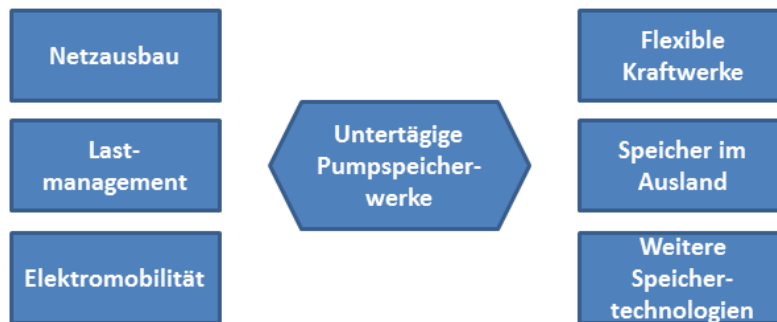 Netzausbau
Last-
management
Elektromobilität
Untertägige
Pumpspeicher-
werke
Flexible
Kraftwerke
Speicher im
Ausland
Weitere
Speicher-
technologien